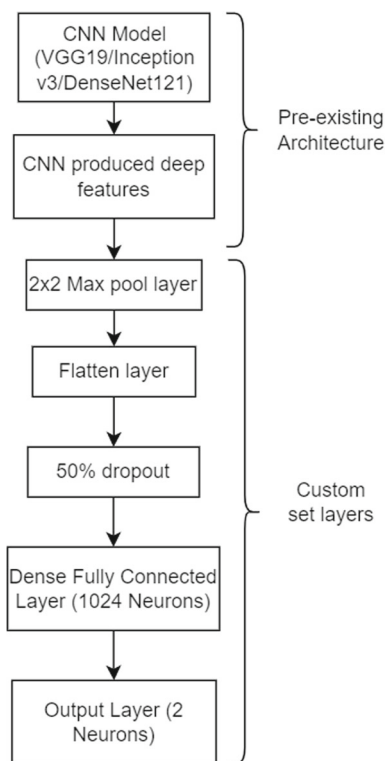 CNN Model
(VGG19/Inception
v3/DenseNet121)
Pre-existing
Architecture
CNN produced deep
features
2x2 Max pool layer
Flatten layer
50% dropout
Custom
set layers
Dense Fully Connected
Layer (1024 Neurons)
Output Layer (2
Neurons)